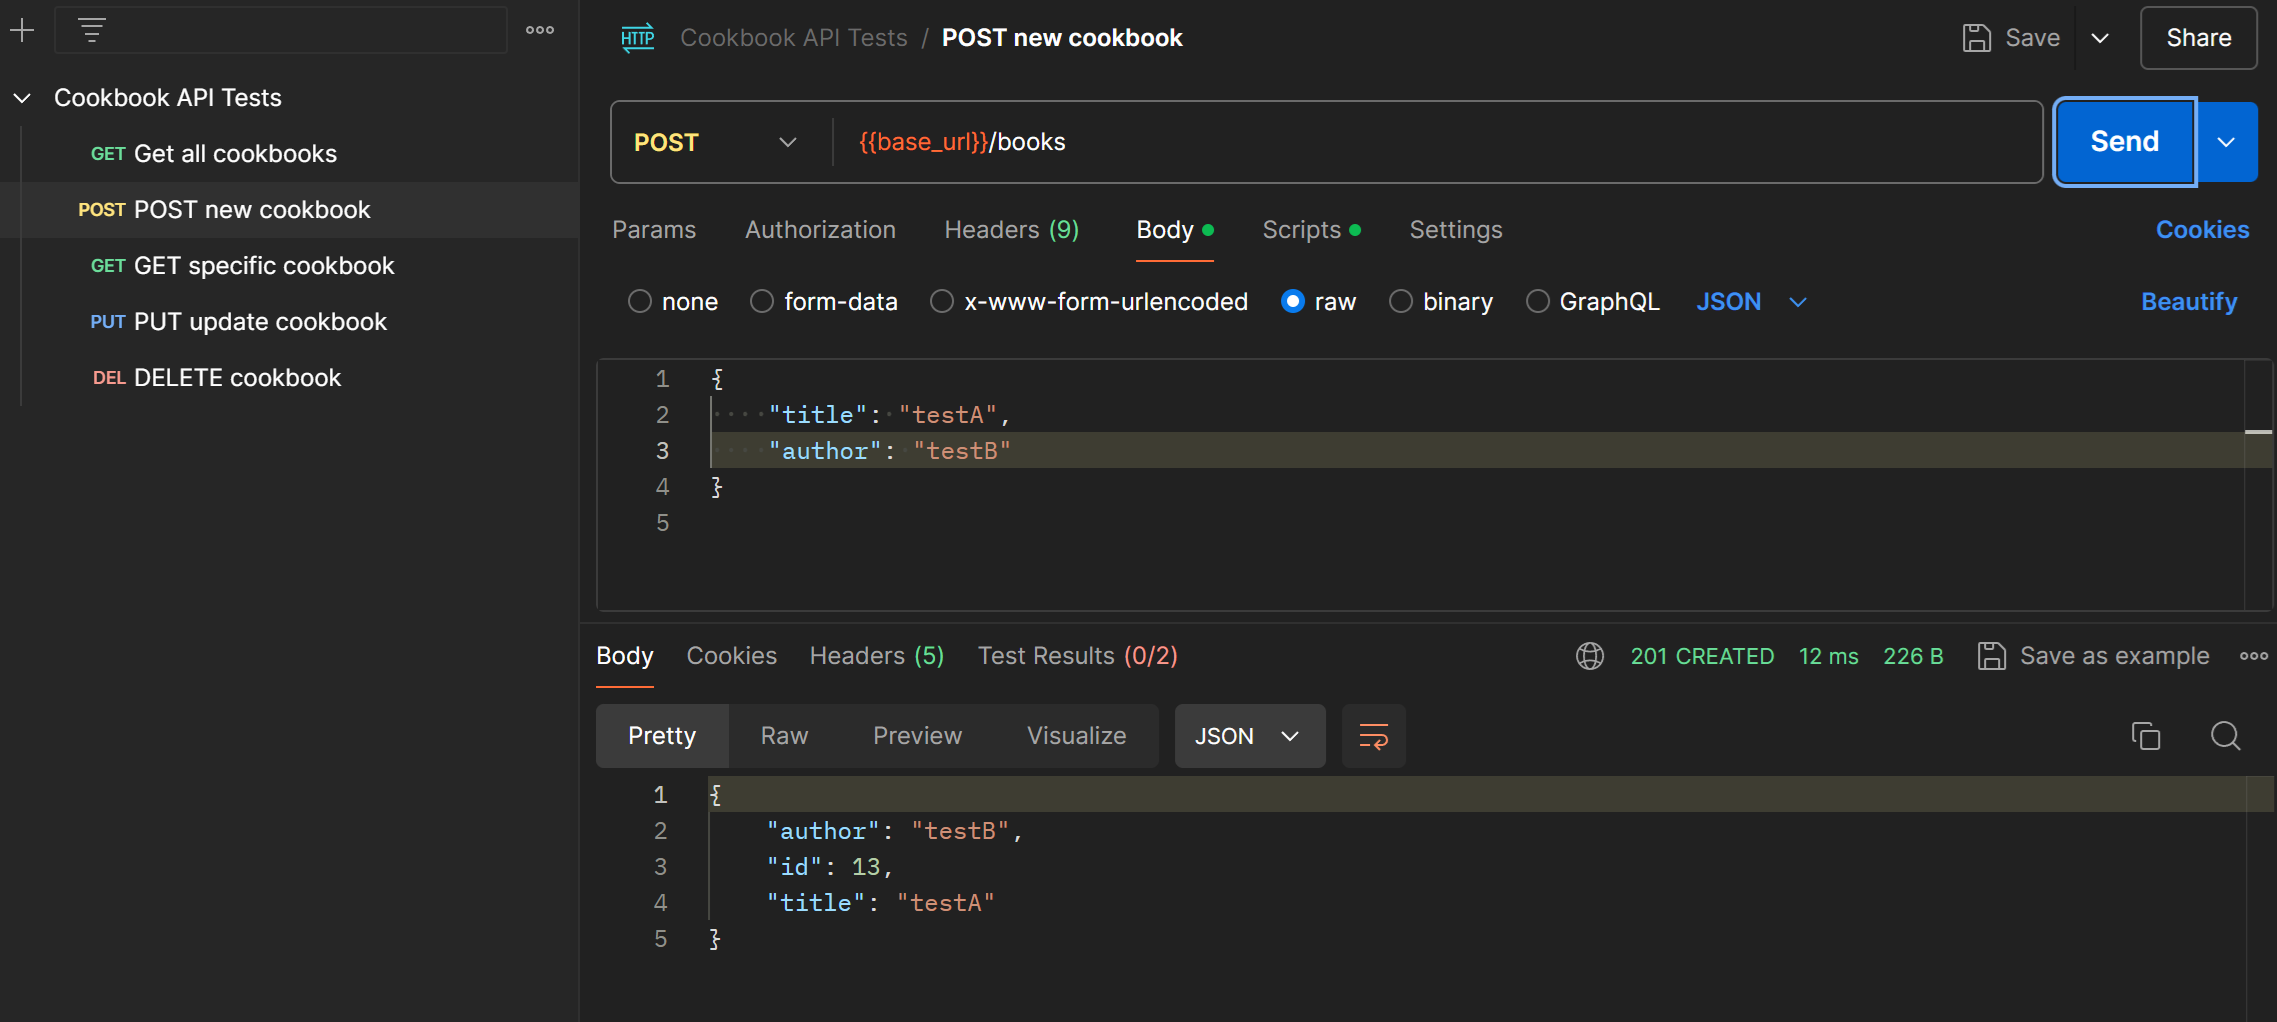 Cookbook API Tests
GET Get all cookbooks
POST POST new cookbook
GET GET specific cookbook
PUT PUT update cookbook
DEL DELETE cookbook
HTTP Cookbook API Tests / POST new cookbook Save Share
POST {{base_url}}/books Send
Params Authorization Headers (9) Body Scripts Settings Cookies
none form-data x-www-form-urlencoded raw binary GraphQL JSON Beautify
1 {
2 "title": "testA",
3 "author": "testB"
4 }
5
Body Cookies Headers (5) Test Results (0/2) 201 CREATED 12 ms 226 B Save as example
Pretty Raw Preview Visualize JSON
1 {
2 "author": "testB",
3 "id": 13,
4 "title": "testA"
5 }